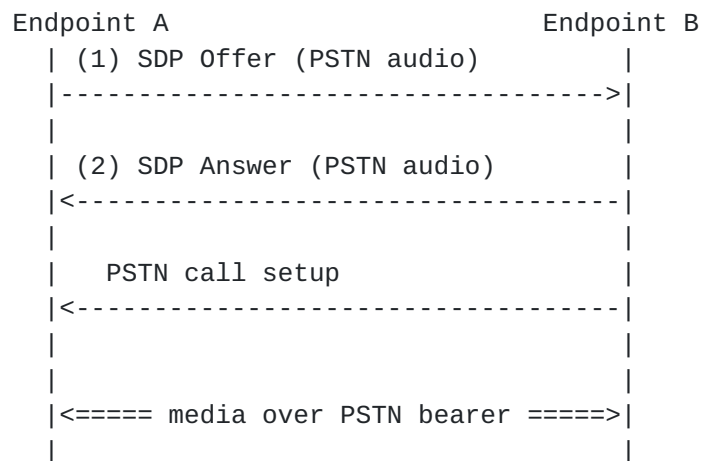 Endpoint A                        Endpoint B
  | (1) SDP Offer (PSTN audio)         |
  |----------------------------------->|
  |                                    |
  | (2) SDP Answer (PSTN audio)        |
  |<-----------------------------------|
  |                                    |
  |   PSTN call setup                  |
  |<-----------------------------------|
  |                                    |
  |                                    |
  |<===== media over PSTN bearer =====>|
  |                                    |